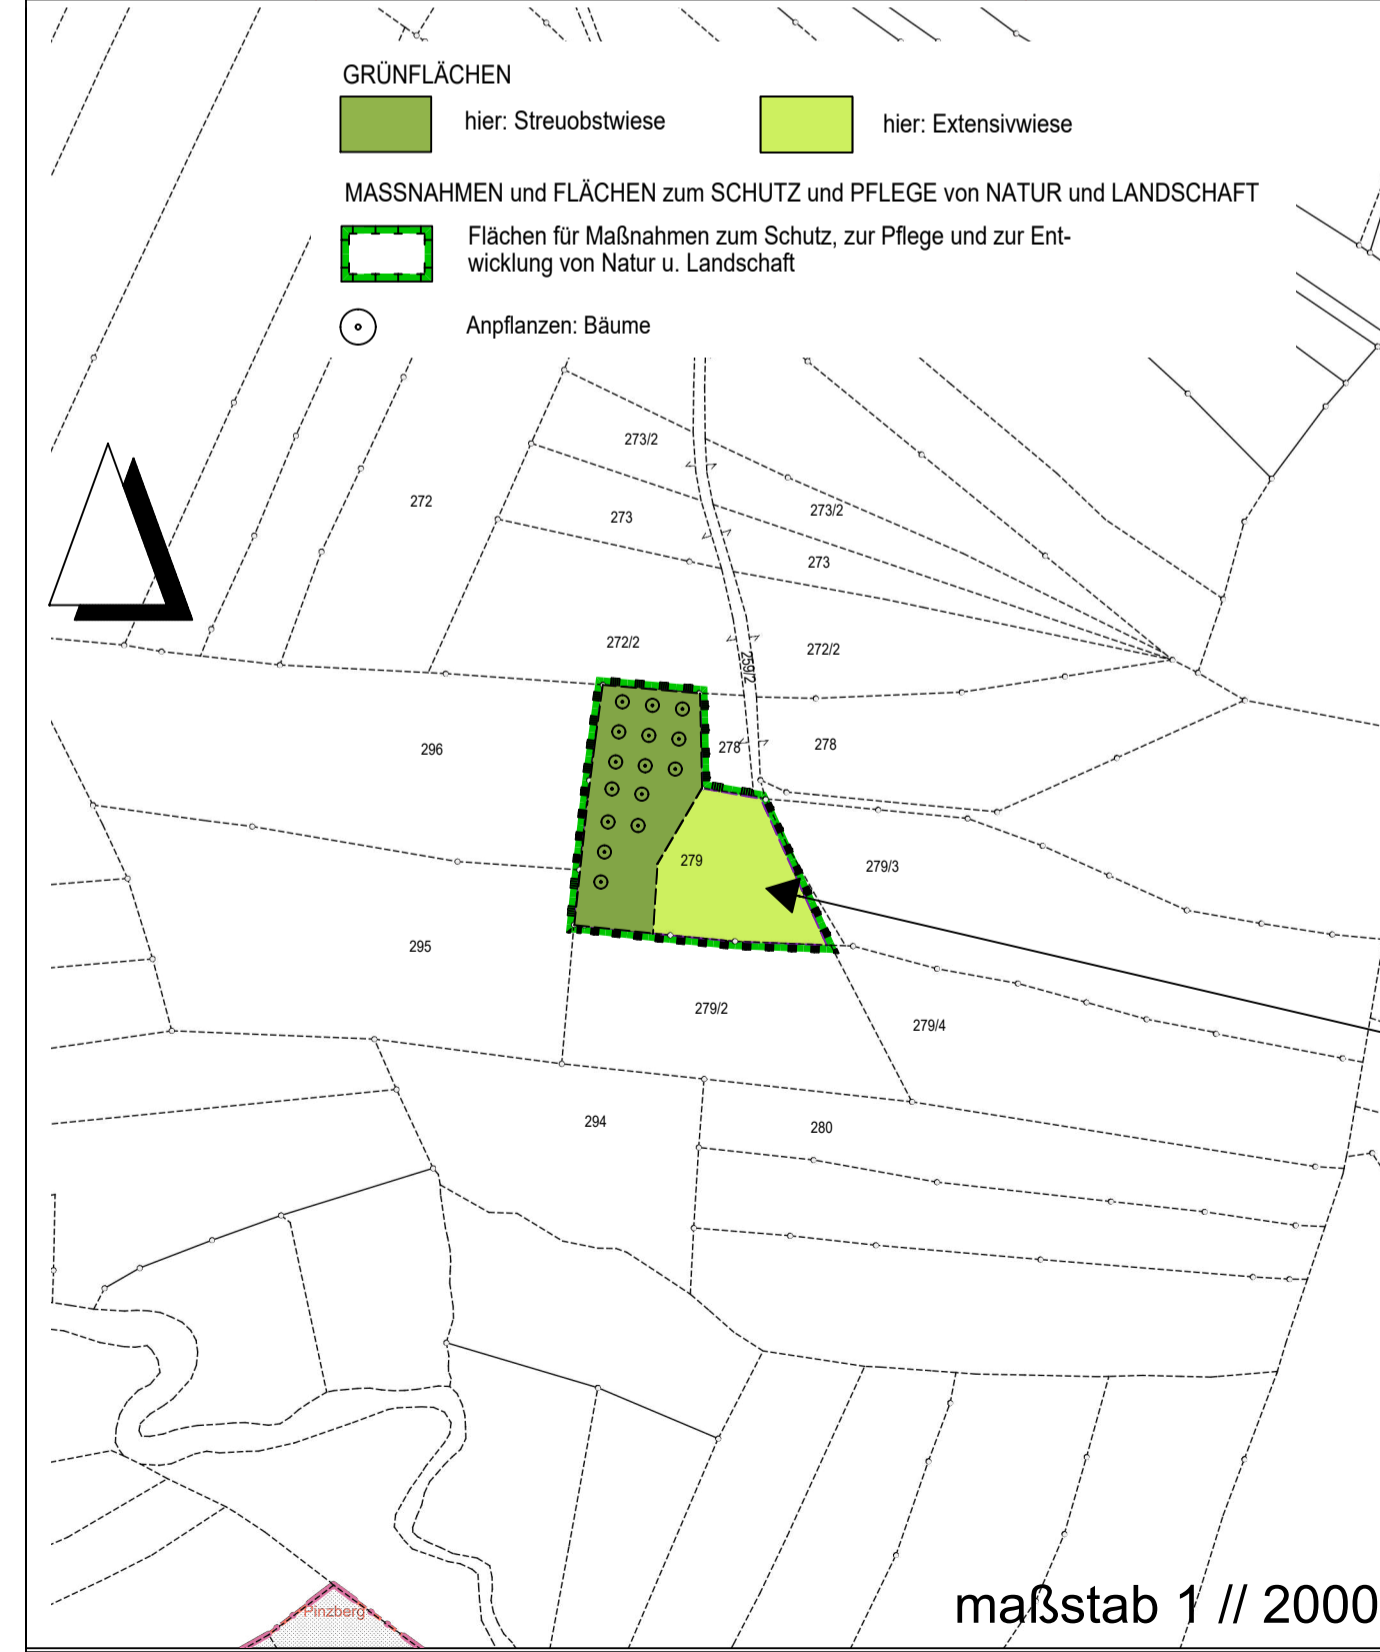 GRÜNFLÄCHEN
hier: Streuobstwiese
hier: Extensivwiese
MASSNAHMEN und FLÄCHEN zum SCHUTZ und PFLEGE von NATUR und LANDSCHAFT
Flächen für Maßnahmen zum Schutz, zur Pflege und zur Ent-
wicklung von Natur u. Landschaft
Anpflanzen: Bäume
273/2
272
273
273/2
273
272/2
272/2
259/2
296
278
278
279
279/3
295
279/2
279/4
294
280
maßstab 1 // 2000
Pinzberg